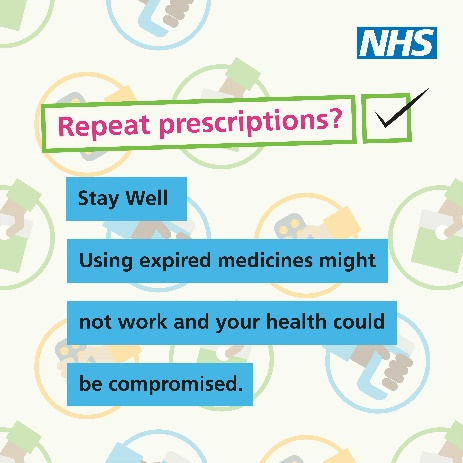 NHS
Repeat prescriptions?
Stay Well
Using expired medicines might
not work and your health could
be compromised.